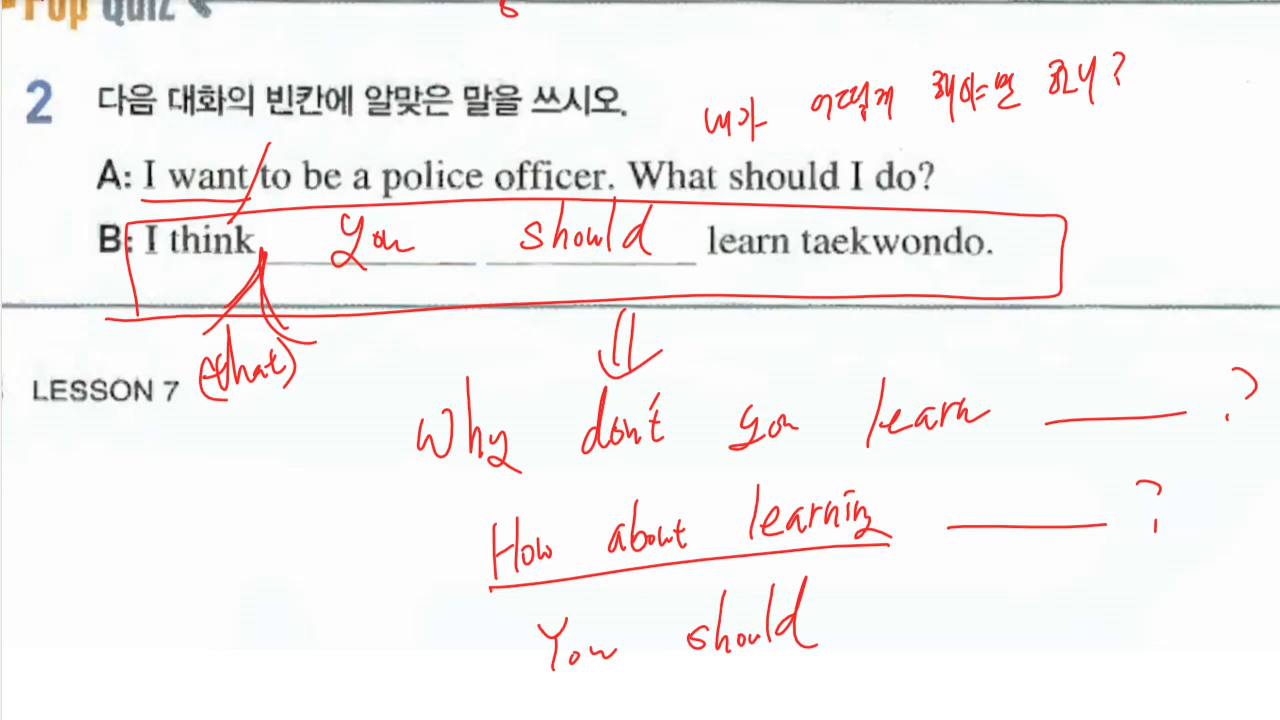 Pop Quiz
2 다음 대화의 빈칸에 알맞은 말을 쓰시오.
내가 어떻게 해야만 하니?
A: I want to be a police officer. What should I do?
B: I think you should learn taekwondo.
(that)
LESSON 7
Why don't you learn ?
How about learning ?
You should